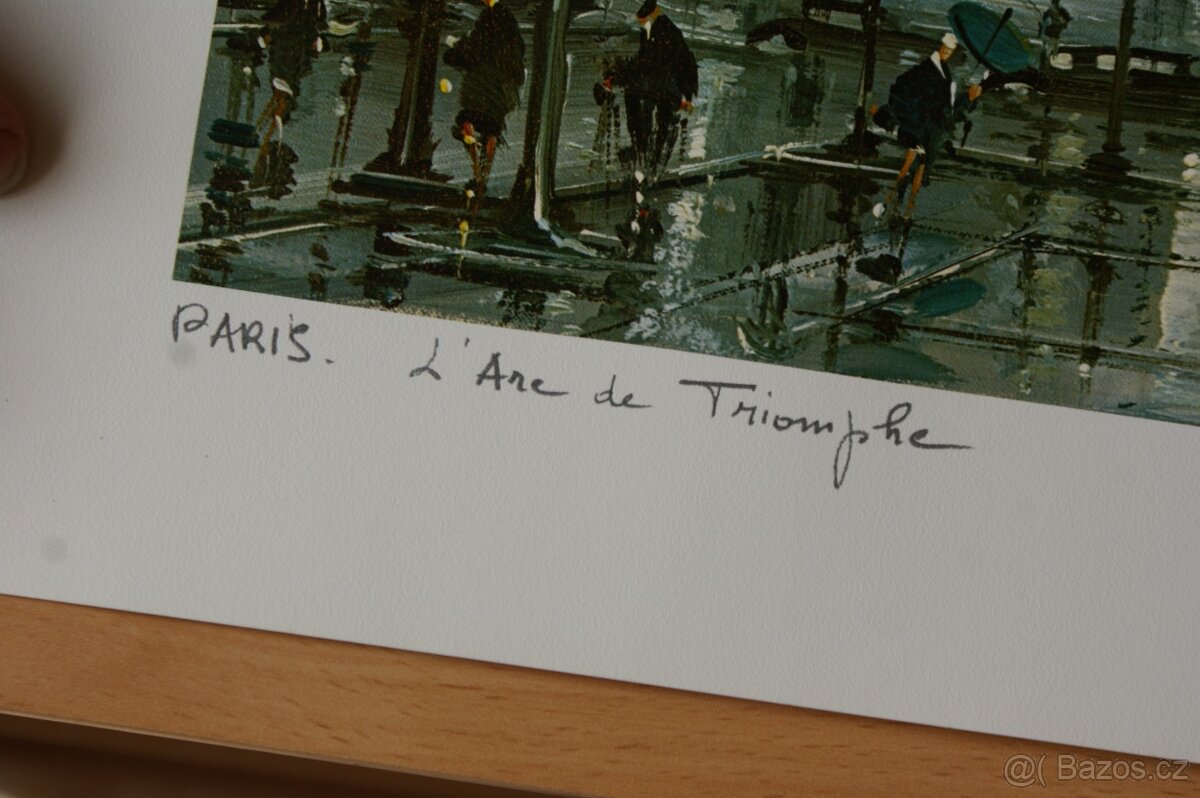 PARIS. L'Arc de Triomphe
@( Bazos.cz